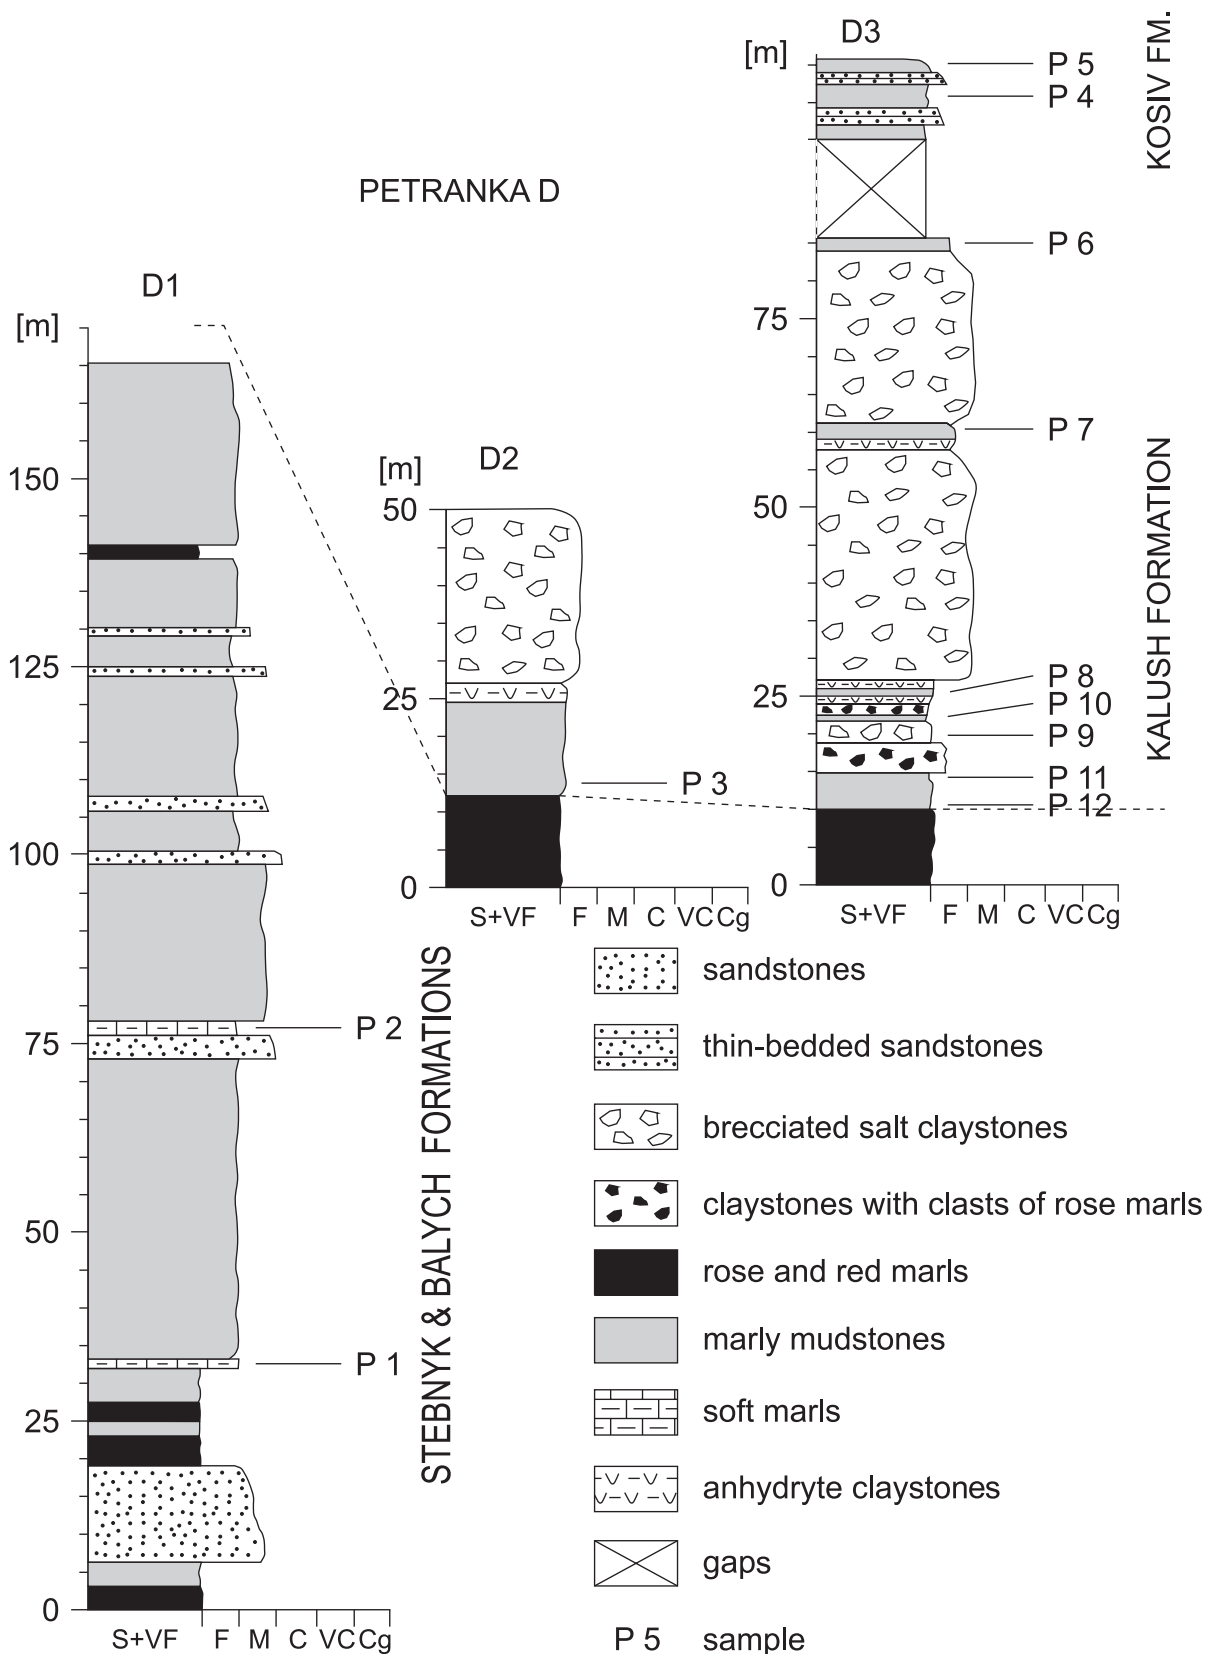 PETRANKA D
D1
[m]
150
125
100
75
50
25
0
S+VF F M C VC Cg
P 2
P 1
STEBNYK & BALYCH FORMATIONS
D2
[m]
50
25
0
S+VF F M C VC Cg
P 3
D3
[m]
75
50
25
0
S+VF F M C VC Cg
P 5
P 4
P 6
P 7
P 8
P 10
P 9
P 11
P 12
KOSIV FM.
KALUSH FORMATION
sandstones
thin-bedded sandstones
brecciated salt claystones
claystones with clasts of rose marls
rose and red marls
marly mudstones
soft marls
anhydryte claystones
gaps
P 5 sample